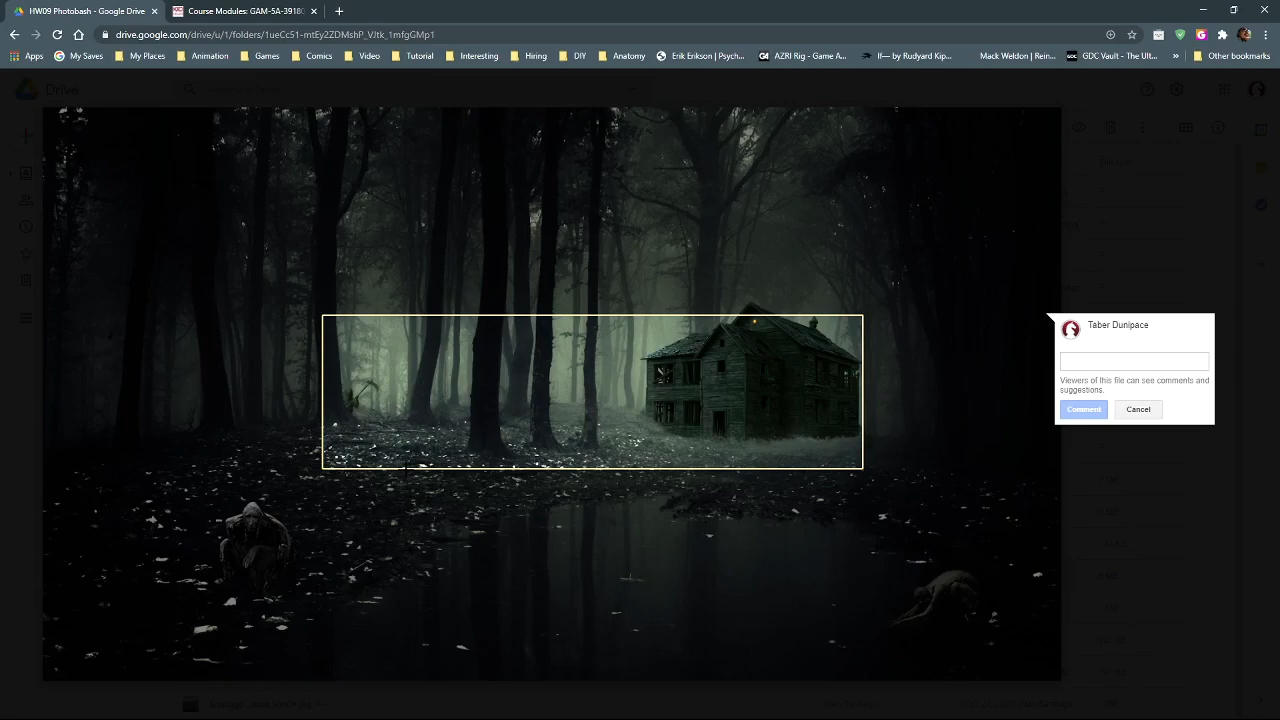 HW09 Photobash - Google Drive
Course Modules: GAM-5A-3918
drive.google.com/drive/u/1/folders/1ueCc51-mtEy2ZDMshP_VJtk_1mfgGMp1
Apps My Saves My Places Animation Games Comics Video Tutorial Interesting Hiring DIY Anatomy Erik Erikson | Psych... AZRI Rig - Game A... If— by Rudyard Kip... Mack Weldon | Rein... GDC Vault - The Ult... » Other bookmarks
Drive
Taber Dunipace
Viewers of this file can see comments and
suggestions.
Comment Cancel